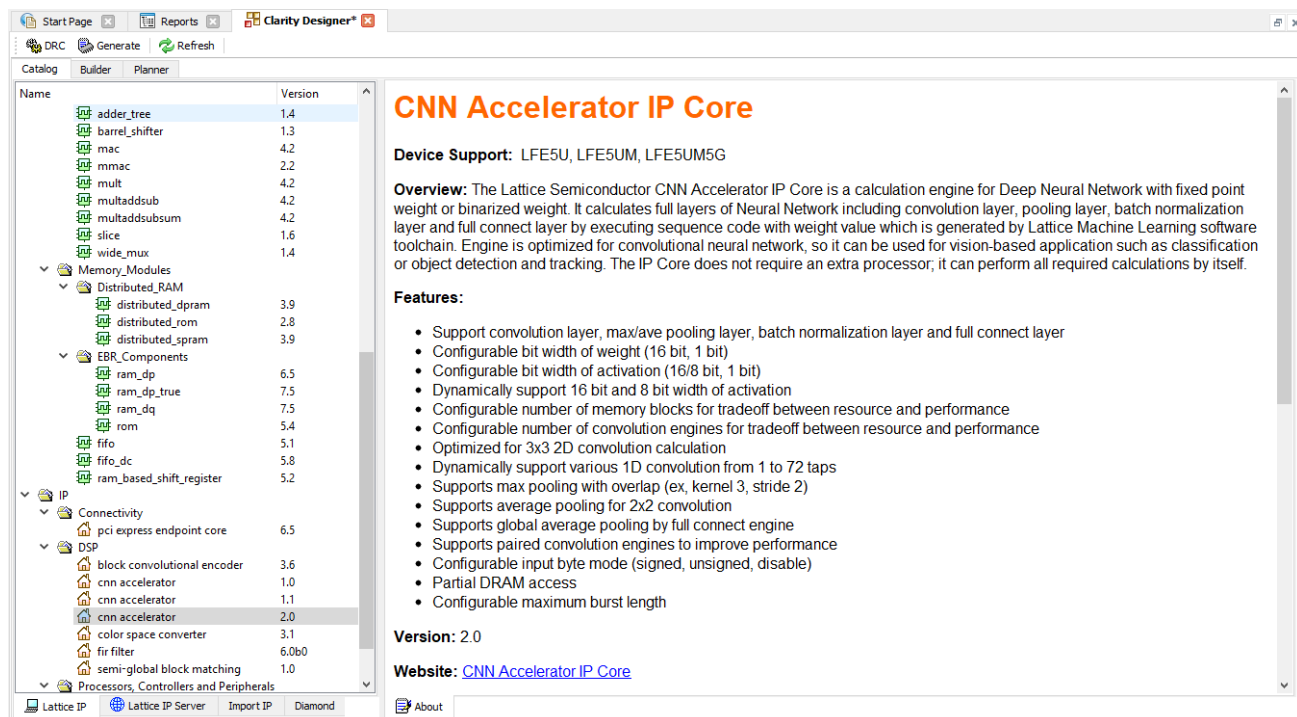 Start Page
Reports
Clarity Designer*
DRC
Generate
Refresh
Catalog
Builder
Planner
Name Version
adder_tree 1.4
barrel_shifter 1.3
mac 4.2
mmac 2.2
mult 4.2
multaddsub 4.2
multaddsubsum 4.2
slice 1.6
wide_mux 1.4
Memory_Modules
Distributed_RAM
distributed_dpram 3.9
distributed_rom 2.8
distributed_spram 3.9
EBR_Components
ram_dp 6.5
ram_dp_true 7.5
ram_dq 7.5
rom 5.4
fifo 5.1
fifo_dc 5.8
ram_based_shift_register 5.2
IP
Connectivity
pci express endpoint core 6.5
DSP
block convolutional encoder 3.6
cnn accelerator 1.0
cnn accelerator 1.1
cnn accelerator 2.0
color space converter 3.1
fir filter 6.0b0
semi-global block matching 1.0
Processors, Controllers and Peripherals
Lattice IP
Lattice IP Server
Import IP
Diamond
CNN Accelerator IP Core
Device Support: LFE5U, LFE5UM, LFE5UM5G
Overview: The Lattice Semiconductor CNN Accelerator IP Core is a calculation engine for Deep Neural Network with fixed point
weight or binarized weight. It calculates full layers of Neural Network including convolution layer, pooling layer, batch normalization
layer and full connect layer by executing sequence code with weight value which is generated by Lattice Machine Learning software
toolchain. Engine is optimized for convolutional neural network, so it can be used for vision-based application such as classification
or object detection and tracking. The IP Core does not require an extra processor; it can perform all required calculations by itself.
Features:
• Support convolution layer, max/ave pooling layer, batch normalization layer and full connect layer
• Configurable bit width of weight (16 bit, 1 bit)
• Configurable bit width of activation (16/8 bit, 1 bit)
• Dynamically support 16 bit and 8 bit width of activation
• Configurable number of memory blocks for tradeoff between resource and performance
• Configurable number of convolution engines for tradeoff between resource and performance
• Optimized for 3x3 2D convolution calculation
• Dynamically support various 1D convolution from 1 to 72 taps
• Supports max pooling with overlap (ex, kernel 3, stride 2)
• Supports average pooling for 2x2 convolution
• Supports global average pooling by full connect engine
• Supports paired convolution engines to improve performance
• Configurable input byte mode (signed, unsigned, disable)
• Partial DRAM access
• Configurable maximum burst length
Version: 2.0
Website: CNN Accelerator IP Core
About